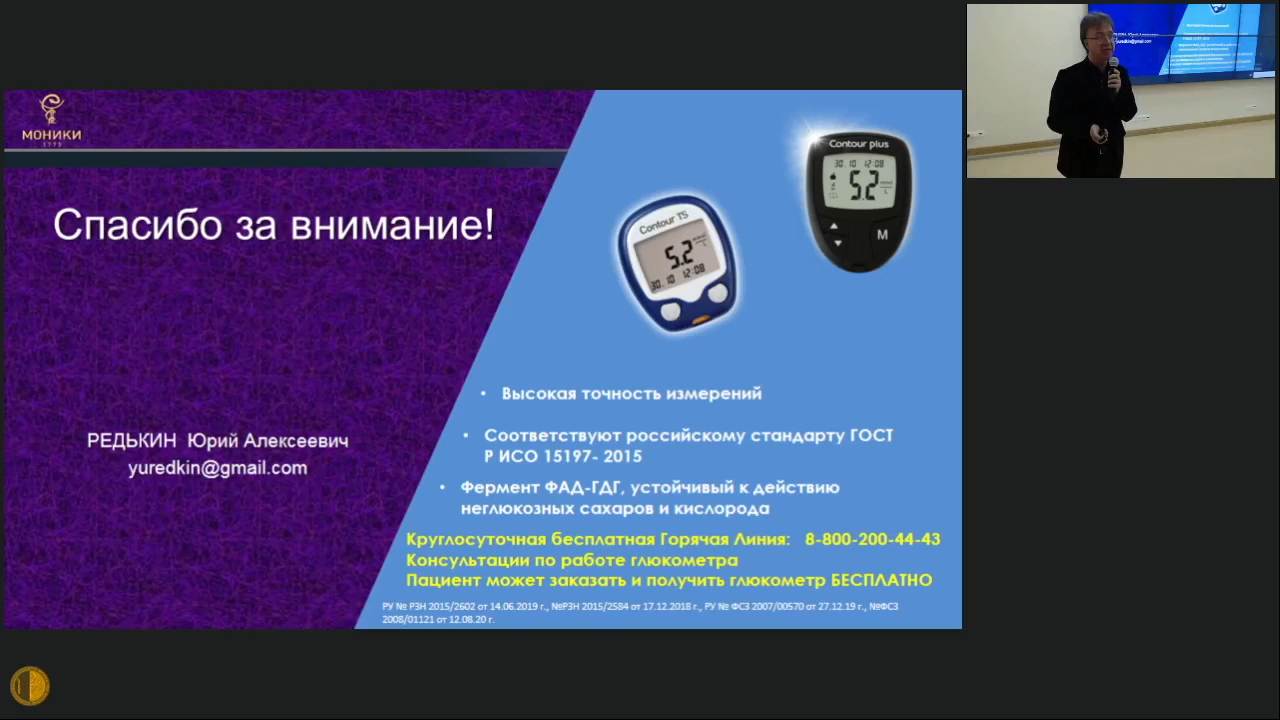 МОНИКИ
1775
Спасибо за внимание!
РЕДЬКИН Юрий Алексеевич
yuredkin@gmail.com
Contour plus
30. 10 12:08
5.2
M
Contour TS
5.2
30. 10 12:08
• Высокая точность измерений
• Соответствуют российскому стандарту ГОСТ
Р ИСО 15197- 2015
• Фермент ФАД-ГДГ, устойчивый к действию
неглюкозных сахаров и кислорода
Круглосуточная бесплатная Горячая Линия: 8-800-200-44-43
Консультации по работе глюкометра
Пациент может заказать и получить глюкометр БЕСПЛАТНО
РУ № РЗН 2015/2602 от 14.06.2019 г., №РЗН 2015/2584 от 17.12.2018 г., РУ № ФСЗ 2007/00570 от 27.12.19 г., №ФСЗ
2008/01121 от 12.08.20 г.